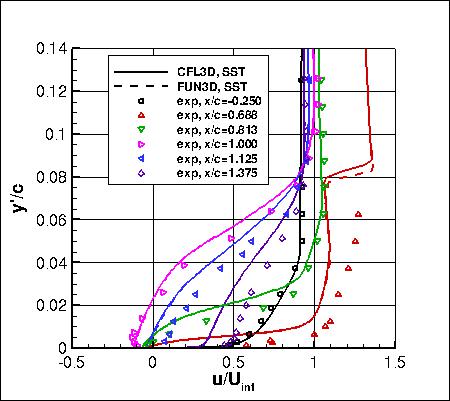 0.14
0.12
0.1
0.08
0.06
0.04
0.02
0
y'/c
CFL3D, SST
FUN3D, SST
exp, x/c=-0.250
exp, x/c=0.688
exp, x/c=0.813
exp, x/c=1.000
exp, x/c=1.125
exp, x/c=1.375
-0.5
0
0.5
1
1.5
u/Uinf